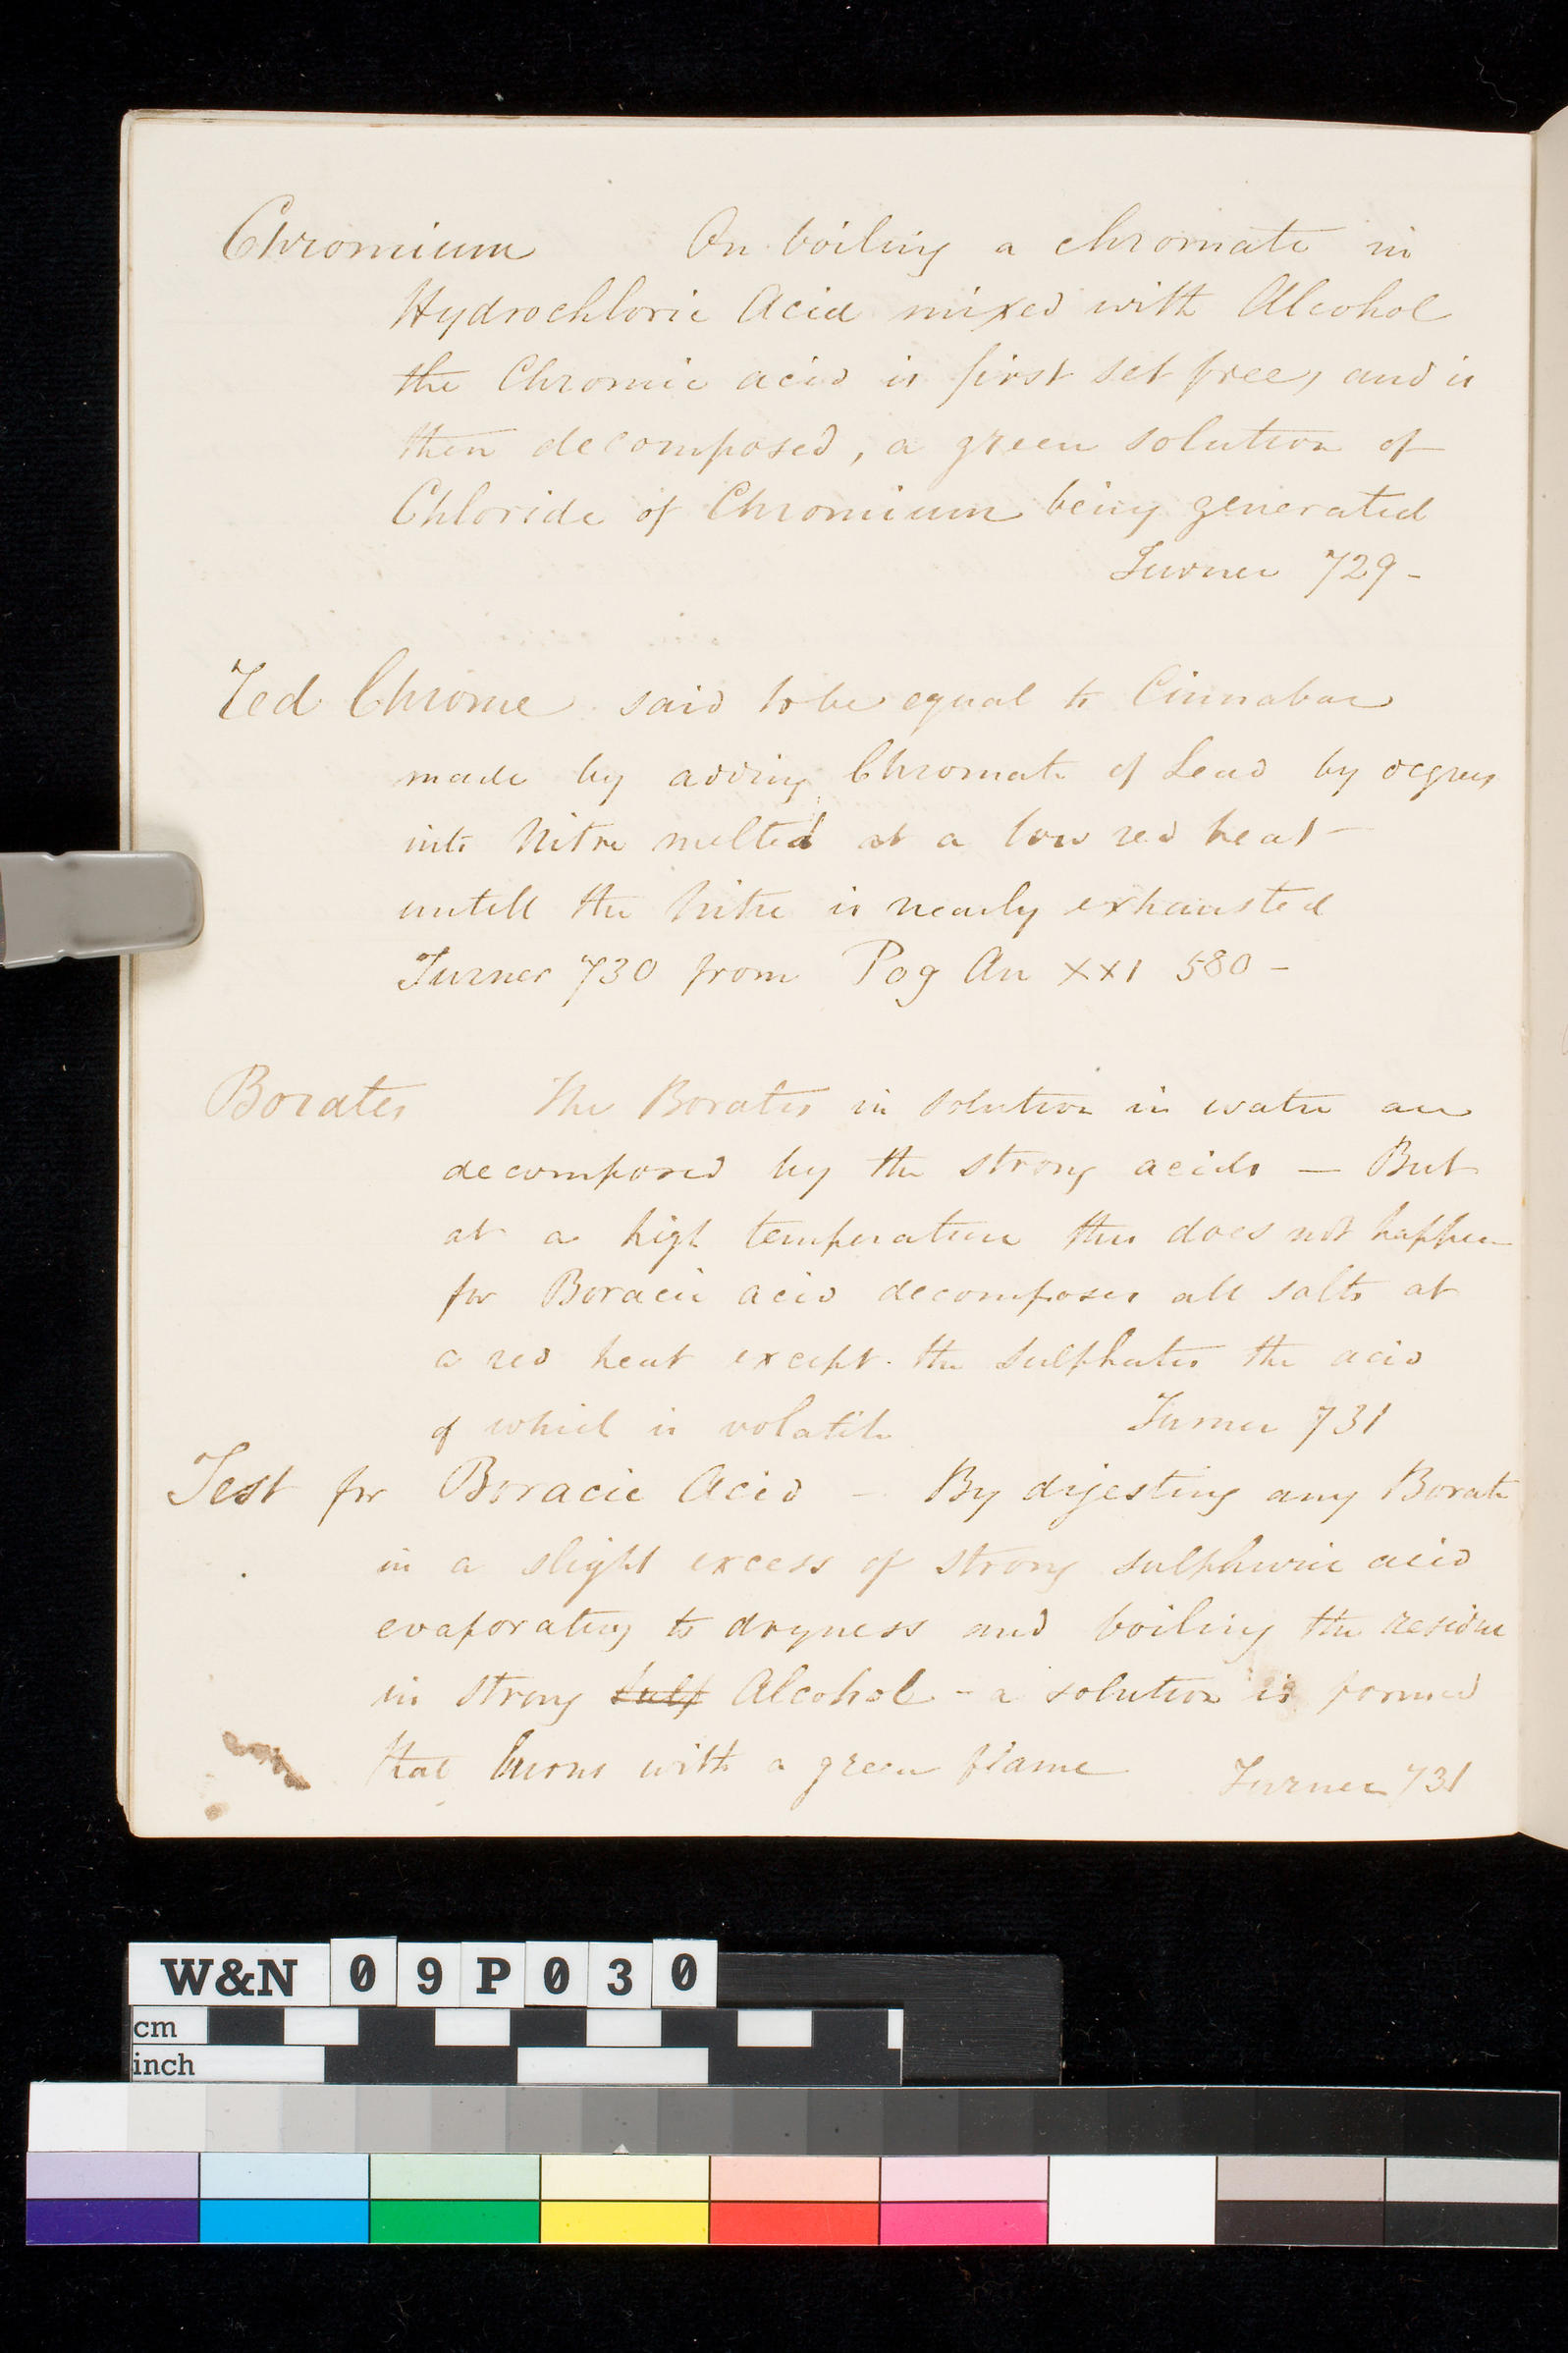 Chromium On boiling a chromate in
Hydrochloric Acid mixed with Alcohol
the Chromic acid is first set free, and is
then decomposed, a green solution of
Chloride of Chromium being generated
Turner 729 -
Red Chrome said to be equal to Cinnabar
made by adding Chromate of Lead by degrees
into Nitre melted at a low red heat
untill the Nitre is nearly exhausted
Turner 730 from Pog An XXI 580 -
Borates The Borates in solution in water are
decomposed by the strong acids — But
at a high temperature this does not happen
for Boracic acid decomposes all salts at
a red heat except the sulphates the acid
of which is volatile Turner 731
Test for Boracic Acid - By digesting any Borate
in a slight excess of strong sulphuric acid
evaporating to dryness and boiling the residue
in strong Sulp Alcohol - a solution is formed
that burns with a green flame Turner 731
W&N 09P030
cm
inch